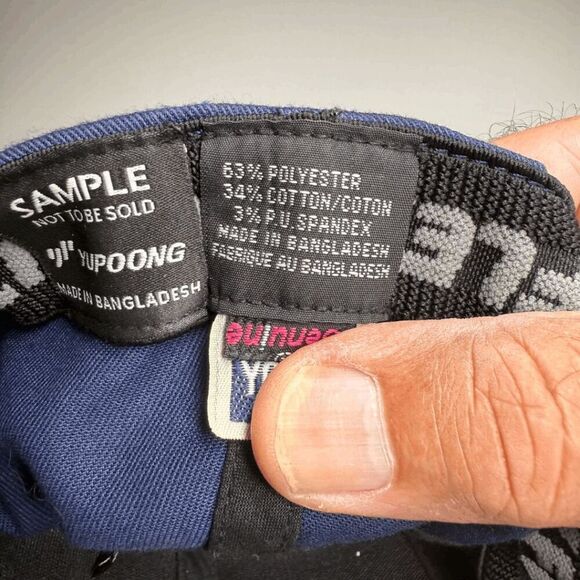 SAMPLE
NOT TO BE SOLD
YUPOONG
MADE IN BANGLADESH
63% POLYESTER
34% COTTON/COTON
3% P.U. SPANDEX
MADE IN BANGLADESH
FABRIQUE AU BANGLADESH